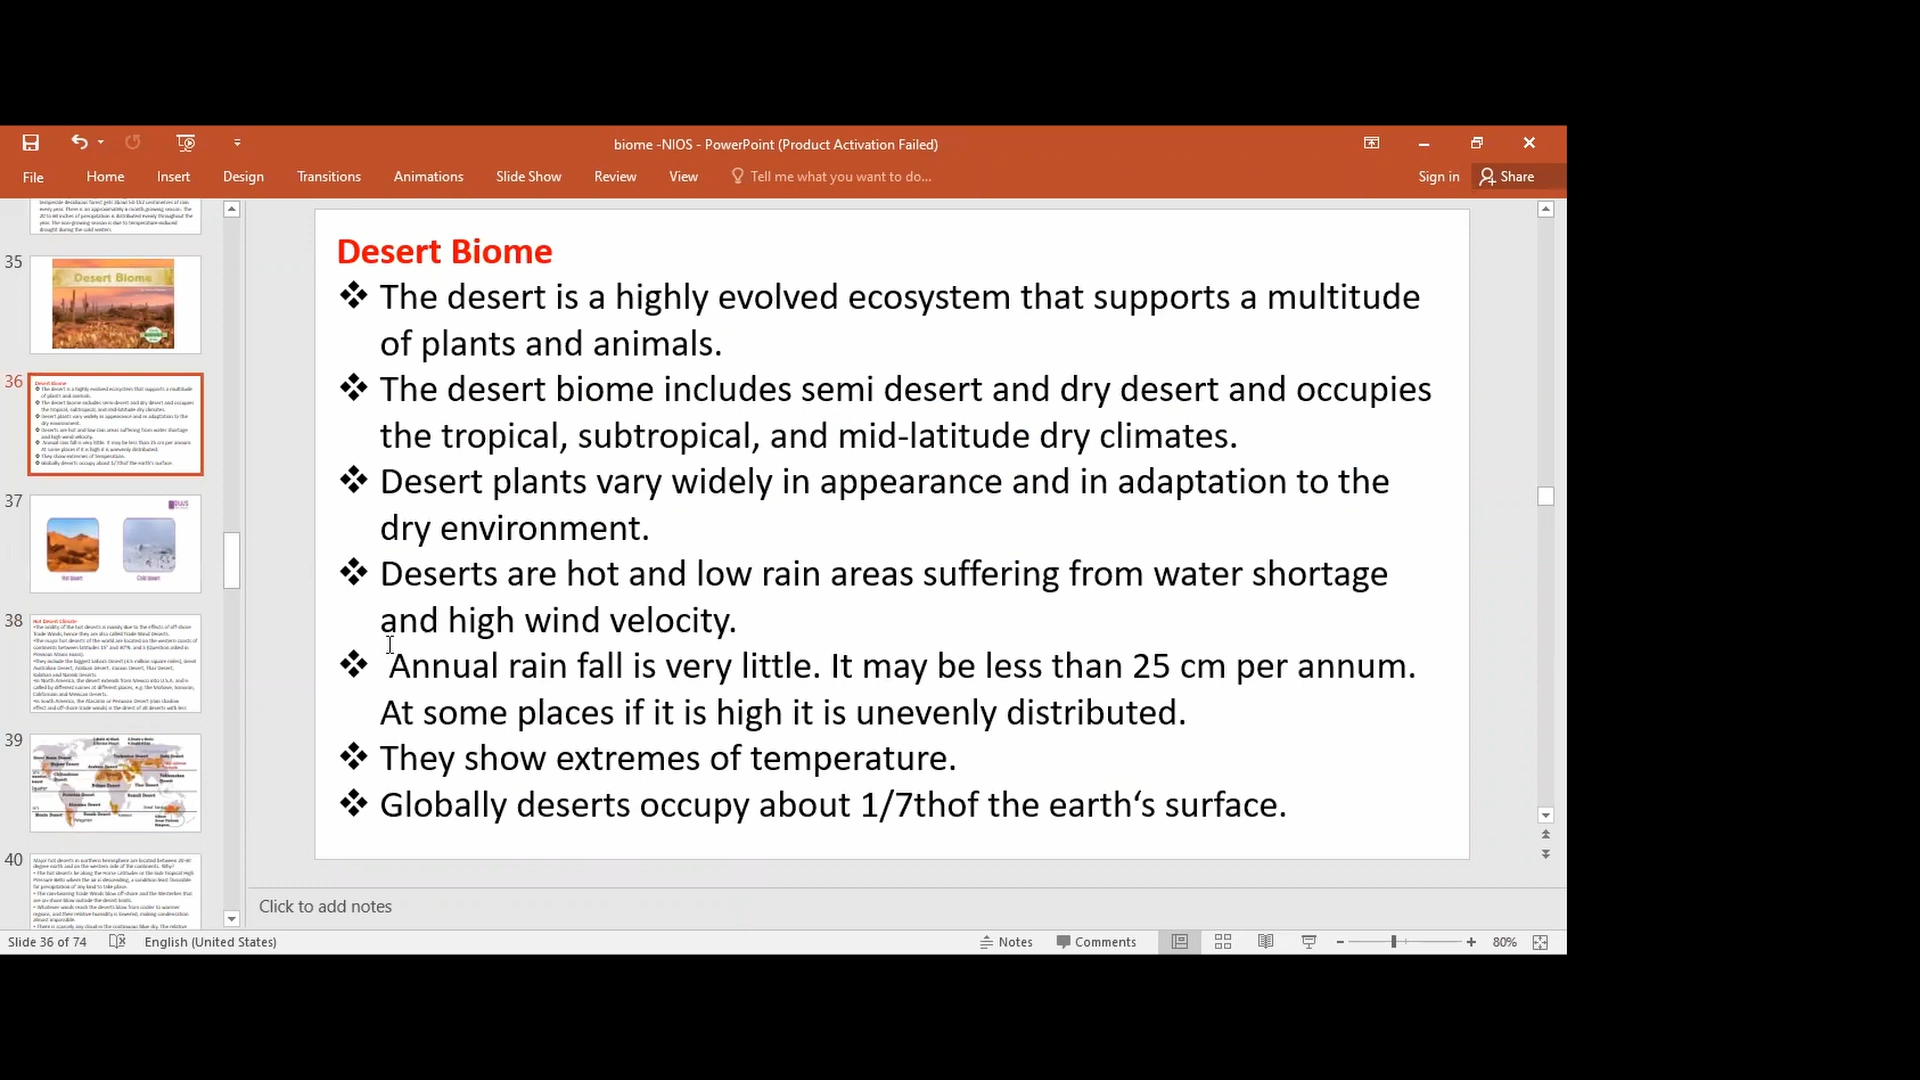 biome -NIOS - PowerPoint (Product Activation Failed)
File Home Insert Design Transitions Animations Slide Show Review View Tell me what you want to do... Sign in Share
35
Desert Biome
36
37
Hot Desert
Cold Desert
38
Hot Desert Climate
39
40
Desert Biome
❖ The desert is a highly evolved ecosystem that supports a multitude
of plants and animals.
❖ The desert biome includes semi desert and dry desert and occupies
the tropical, subtropical, and mid-latitude dry climates.
❖ Desert plants vary widely in appearance and in adaptation to the
dry environment.
❖ Deserts are hot and low rain areas suffering from water shortage
and high wind velocity.
❖ Annual rain fall is very little. It may be less than 25 cm per annum.
At some places if it is high it is unevenly distributed.
❖ They show extremes of temperature.
❖ Globally deserts occupy about 1/7thof the earth‘s surface.
Click to add notes
Slide 36 of 74 English (United States) Notes Comments 80%